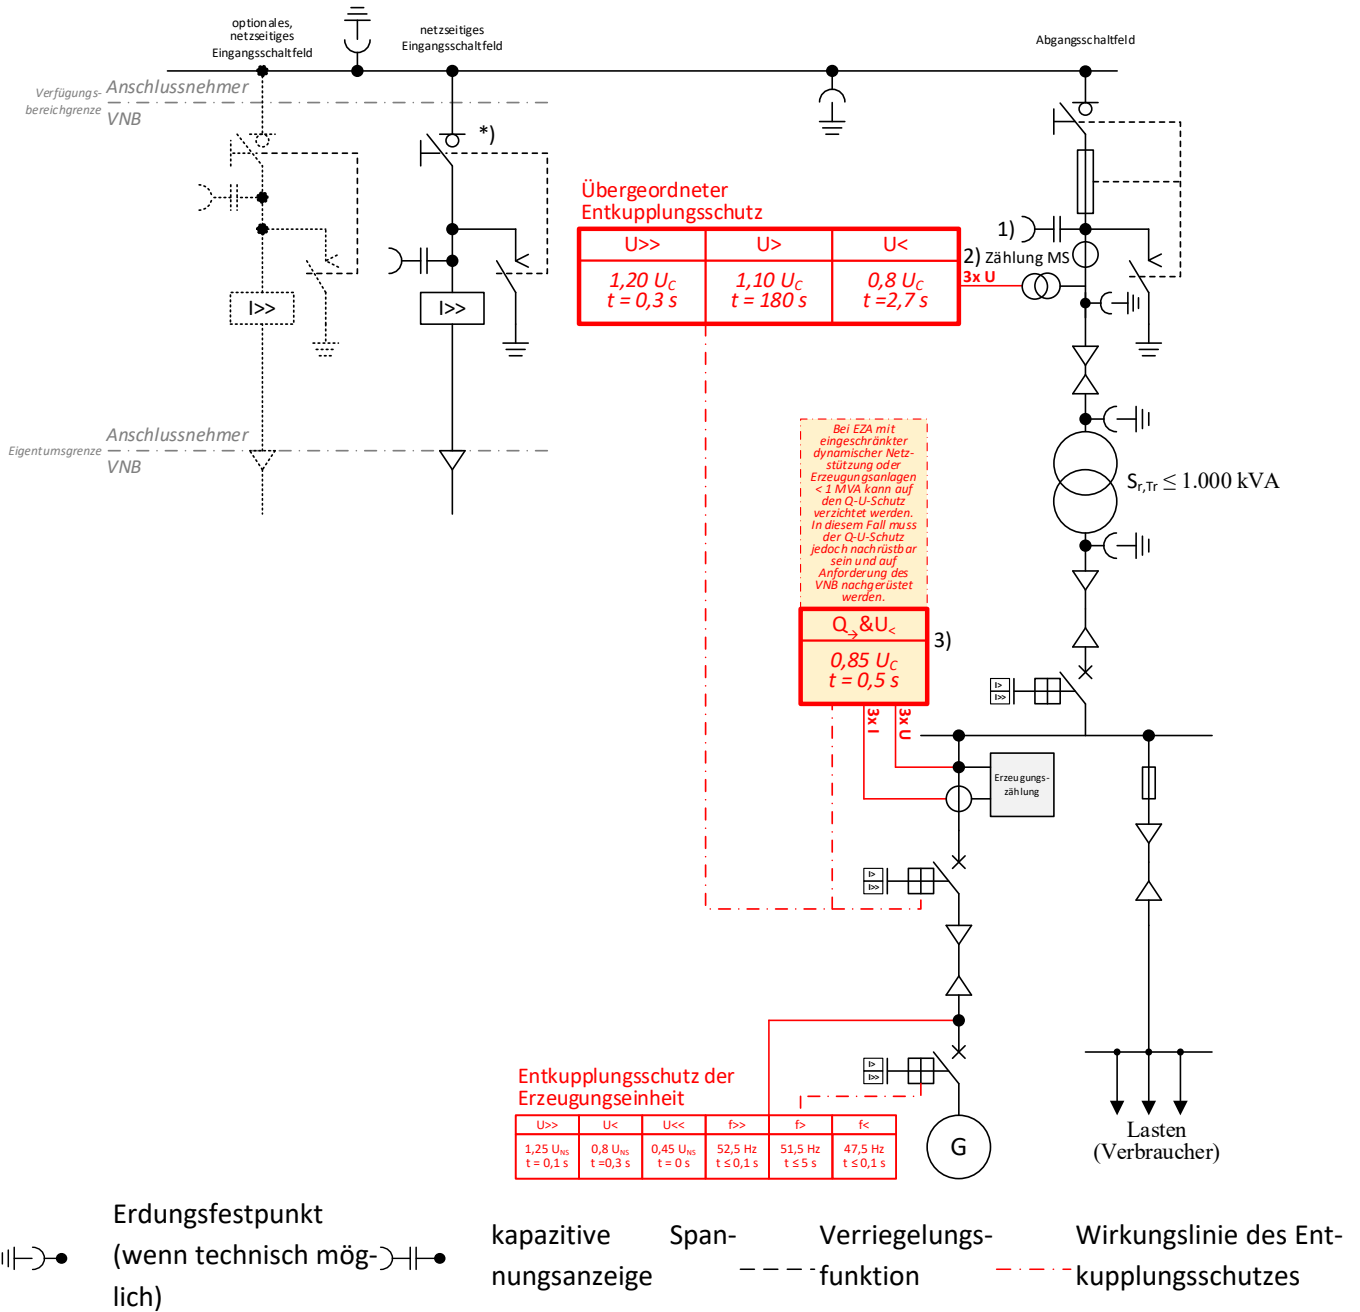 optionales,
netzseitiges
Eingangsschaltfeld
netzseitiges
Eingangsschaltfeld
Abgangsschaltfeld
Verfügungs-
bereichgrenze
Anschlussnehmer
VNB
*)
Übergeordneter
Entkupplungsschutz
U>> U> U<
1,20 UC 1,10 UC 0,8 UC
t = 0,3 s t = 180 s t =2,7 s
1)
2) Zählung MS
3x U
I>>
I>>
Eigentumsgrenze
Anschlussnehmer
VNB
Bei EZA mit
eingeschränkter
dynamischer Netz-
stützung oder
Erzeugungsanlagen
< 1 MVA kann auf
den Q-U-Schutz
verzichtet werden.
In diesem Fall muss
der Q-U-Schutz
jedoch nachrüstbar
sein und auf
Anforderung des
VNB nachgerüstet
werden.
Sr,Tr ≤ 1.000 kVA
Q→&U<
3)
0,85 UC
t = 0,5 s
3x I
3x U
I>
I>>
Erzeugungs-
zählung
I>
I>>
I>
I>>
Entkupplungsschutz der
Erzeugungseinheit
U>> U< U<< f>> f> f<
1,25 UNS 0,8 UNS 0,45 UNS 52,5 Hz 51,5 Hz 47,5 Hz
t = 0,1 s t =0,3 s t = 0 s t ≤ 0,1 s t ≤ 5 s t ≤ 0,1 s
G
Lasten
(Verbraucher)
Erdungsfestpunkt
(wenn technisch mög-
lich)
kapazitive Span-
nungsanzeige
Verriegelungs-
funktion
Wirkungslinie des Ent-
kupplungsschutzes